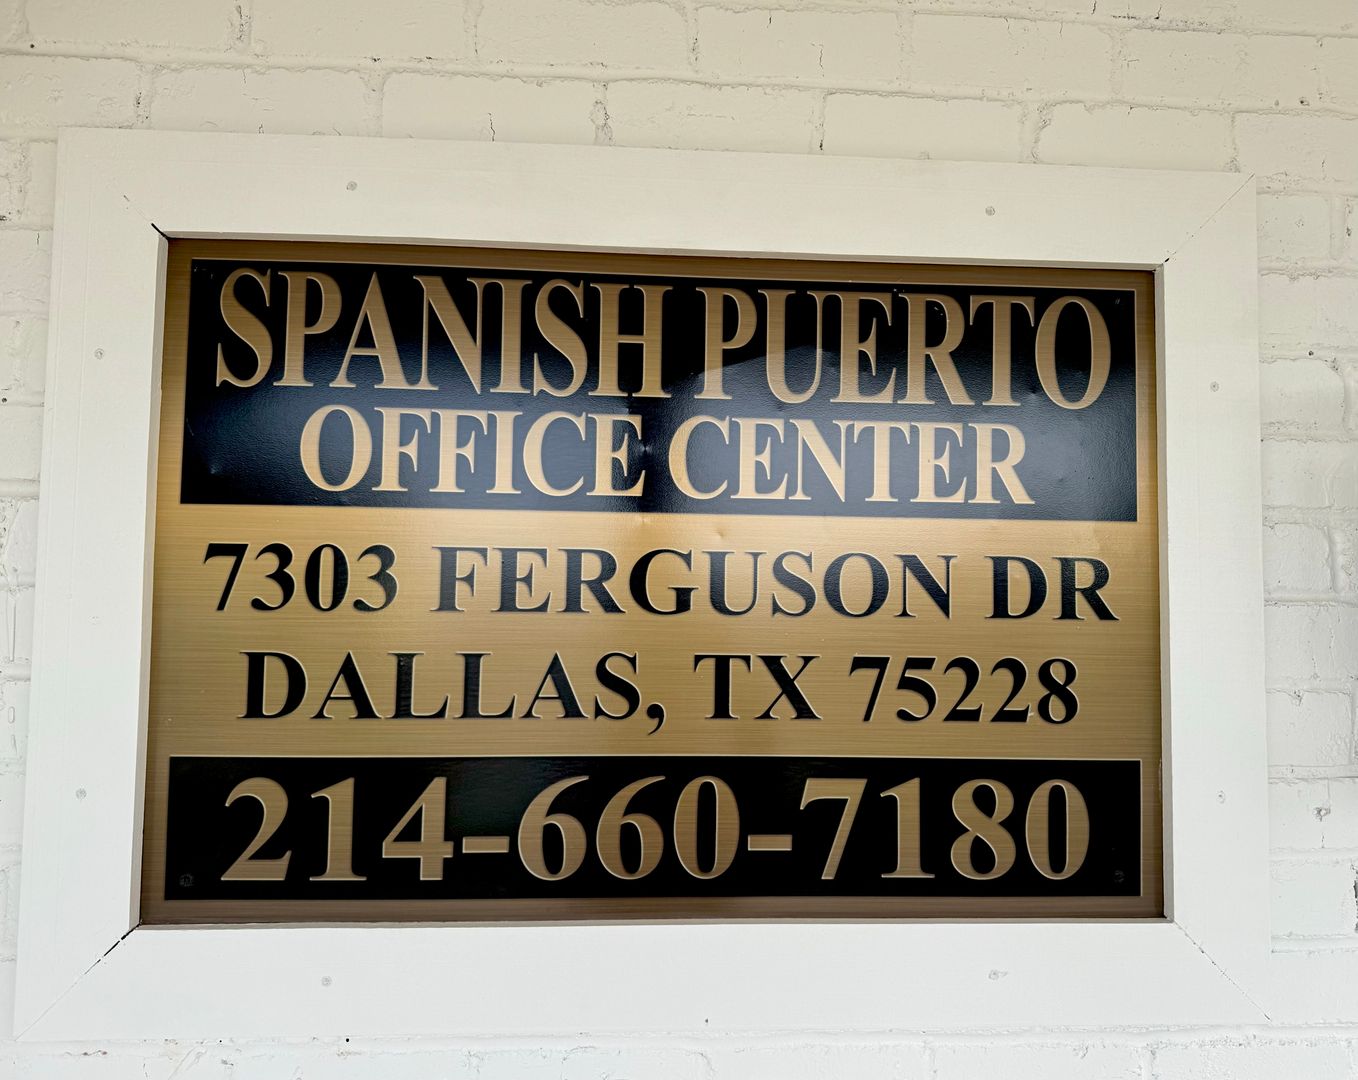 SPANISH PUERTO
OFFICE CENTER
7303 FERGUSON DR
DALLAS, TX 75228
214-660-7180